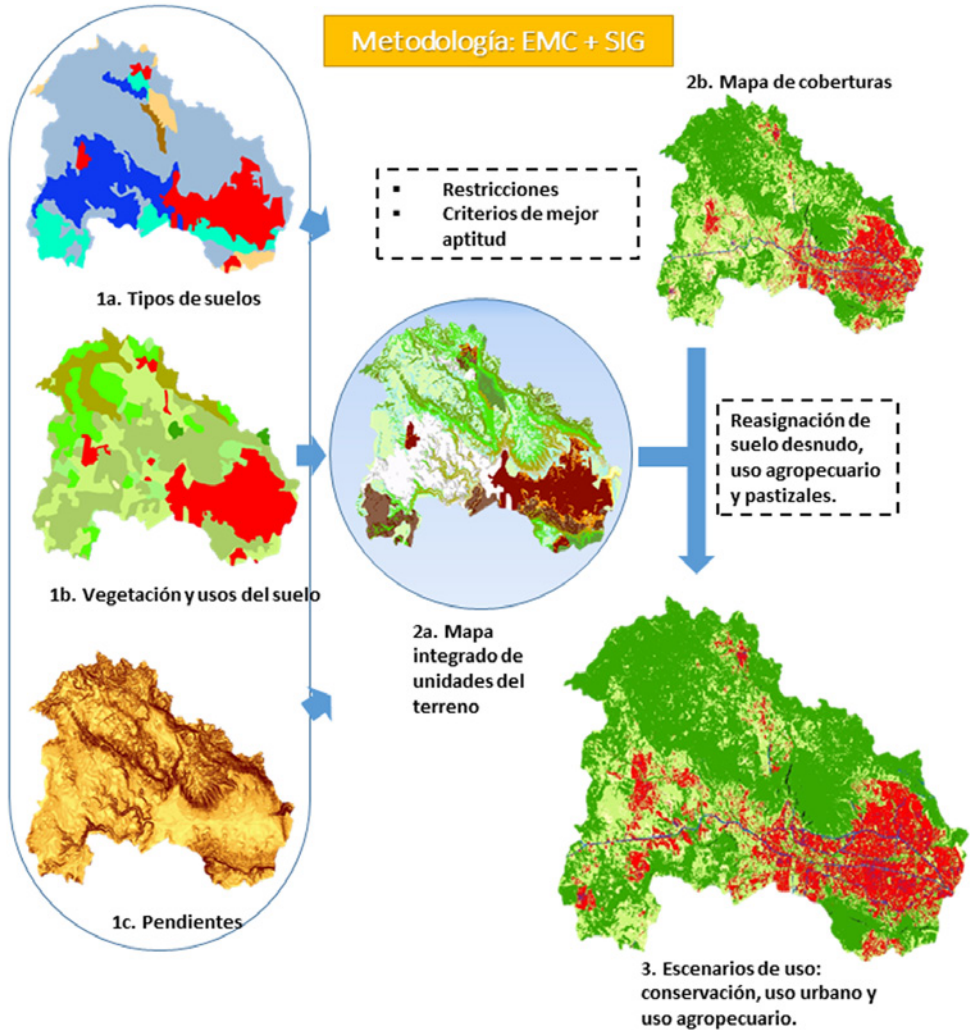 Metodología: EMC + SIG
2b. Mapa de coberturas
▪ Restricciones
▪ Criterios de mejor
aptitud
1a. Tipos de suelos
1b. Vegetación y usos del suelo
Reasignación de
suelo desnudo,
uso agropecuario
y pastizales.
2a. Mapa
integrado de
unidades del
terreno
1c. Pendientes
3. Escenarios de uso:
conservación, uso urbano y
uso agropecuario.